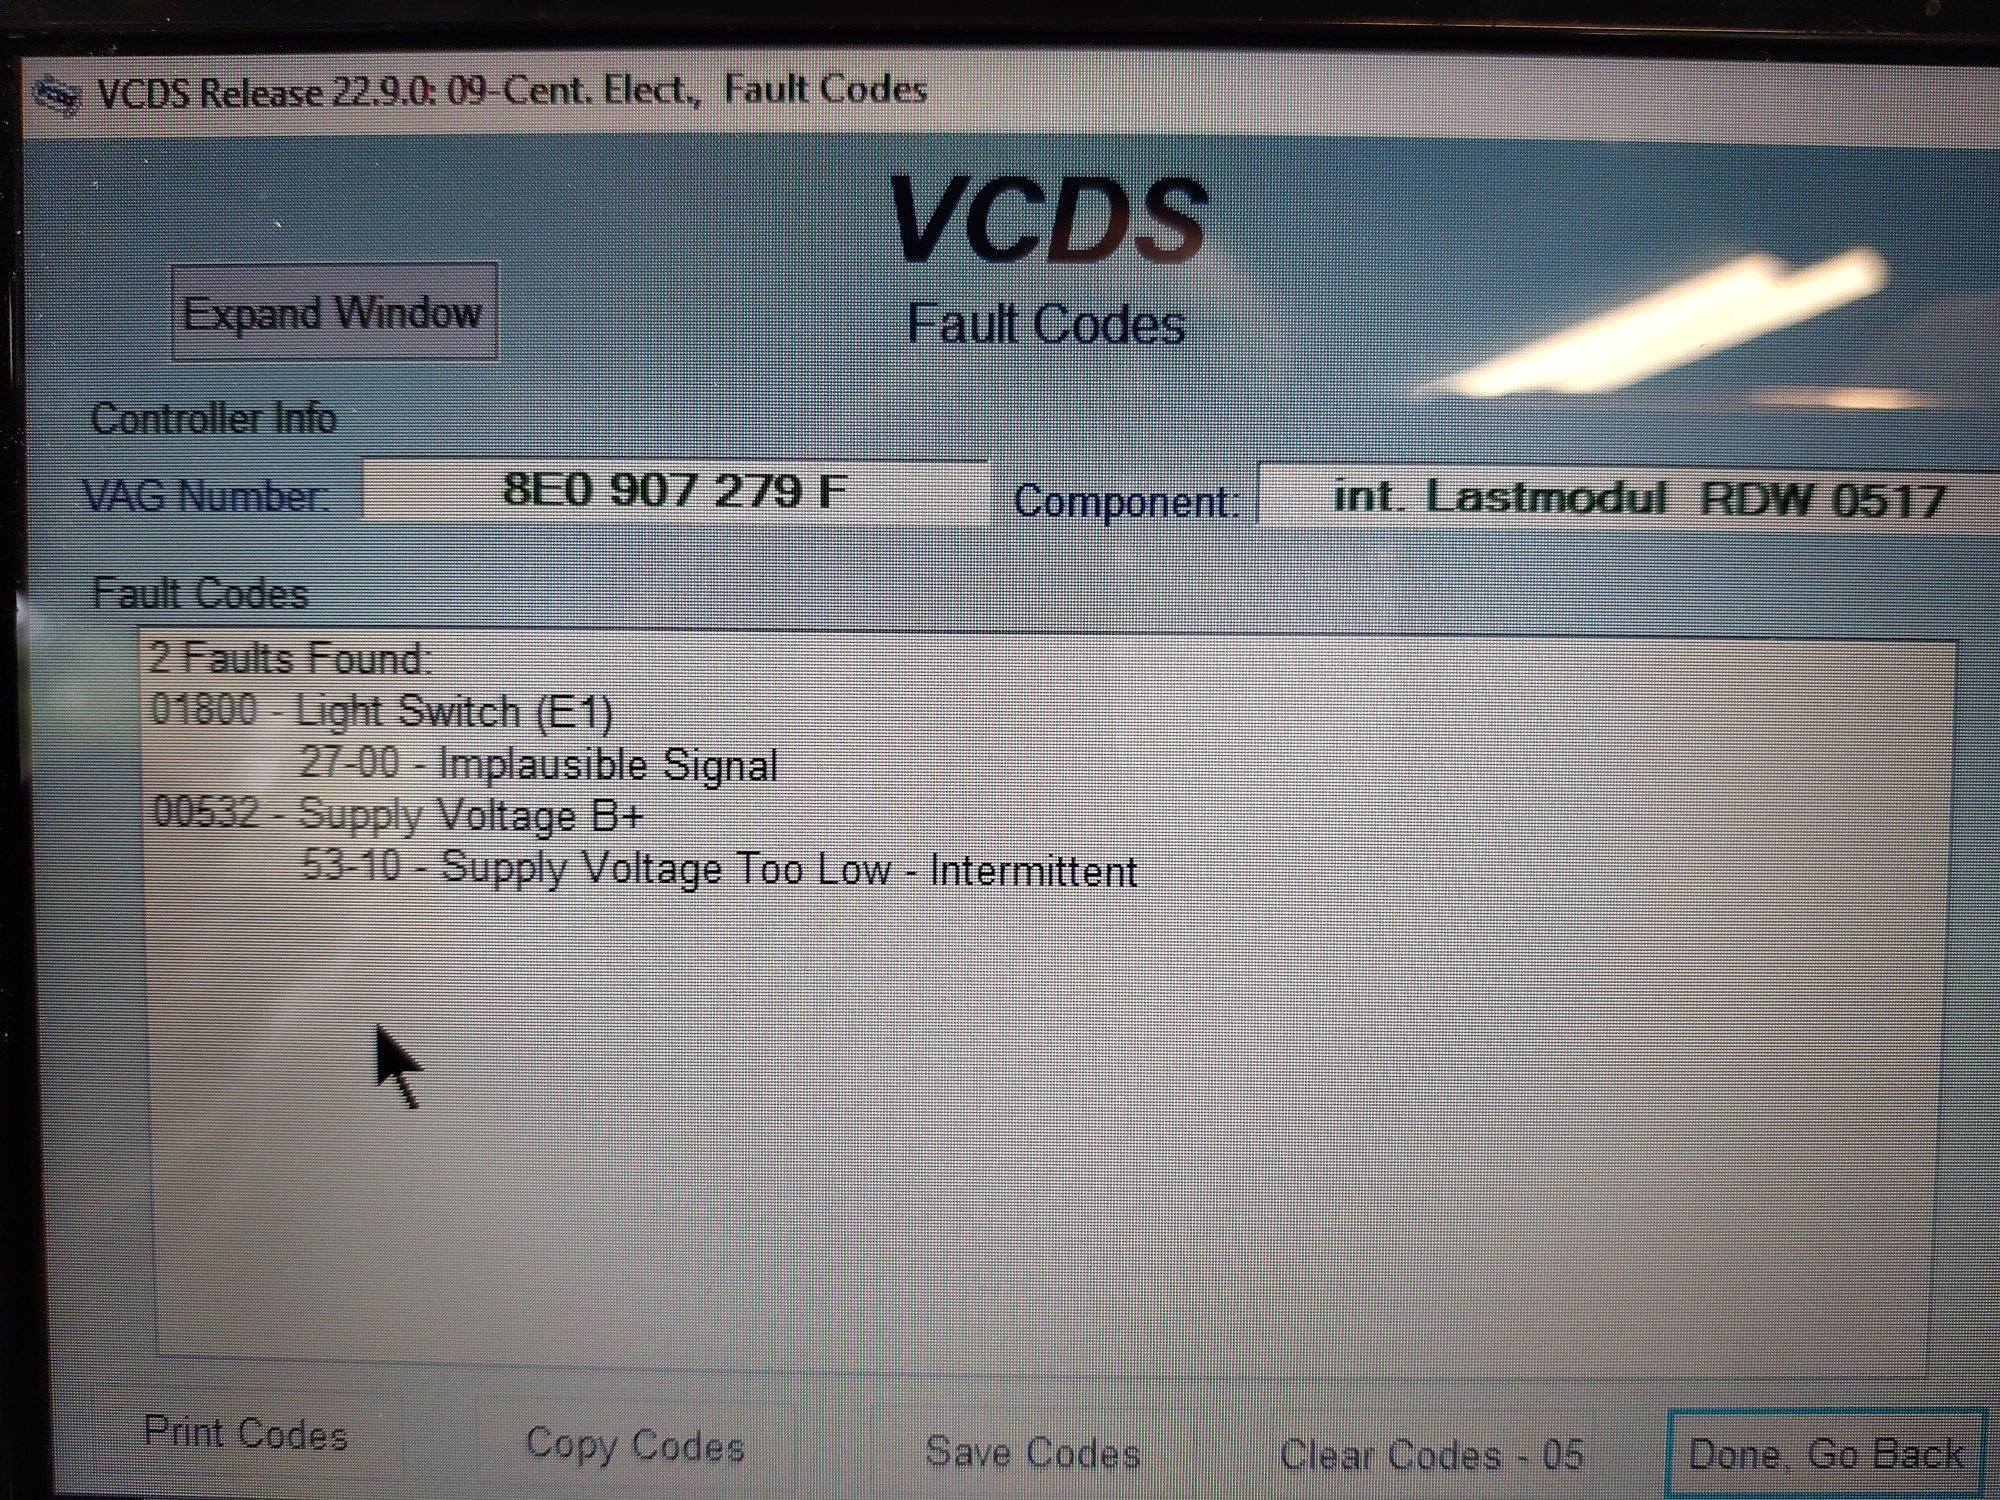 VCDS Release 22.9.0: 09-Cent. Elect., Fault Codes
VCDS
Expand Window
Fault Codes
Controller Info
VAG Number: 8E0 907 279 F Component: int. Lastmodul RDW 0517
Fault Codes
2 Faults Found:
01800 - Light Switch (E1)
27-00 - Implausible Signal
00532 - Supply Voltage B+
53-10 - Supply Voltage Too Low - Intermittent
Print Codes Copy Codes Save Codes Clear Codes - 05 Done, Go Back